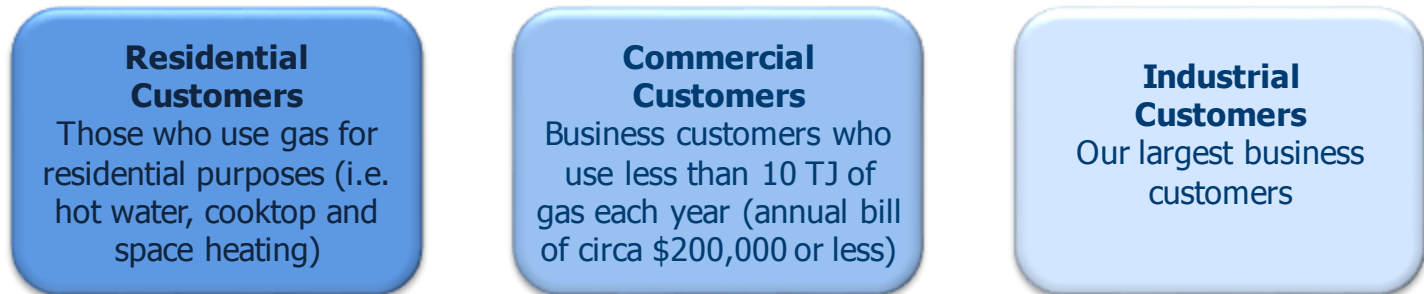 Residential
Customers
Those who use gas for
residential purposes (i.e.
hot water, cooktop and
space heating)
Commercial
Customers
Business customers who
use less than 10 TJ of
gas each year (annual bill
of circa $200,000 or less)
Industrial
Customers
Our largest business
customers